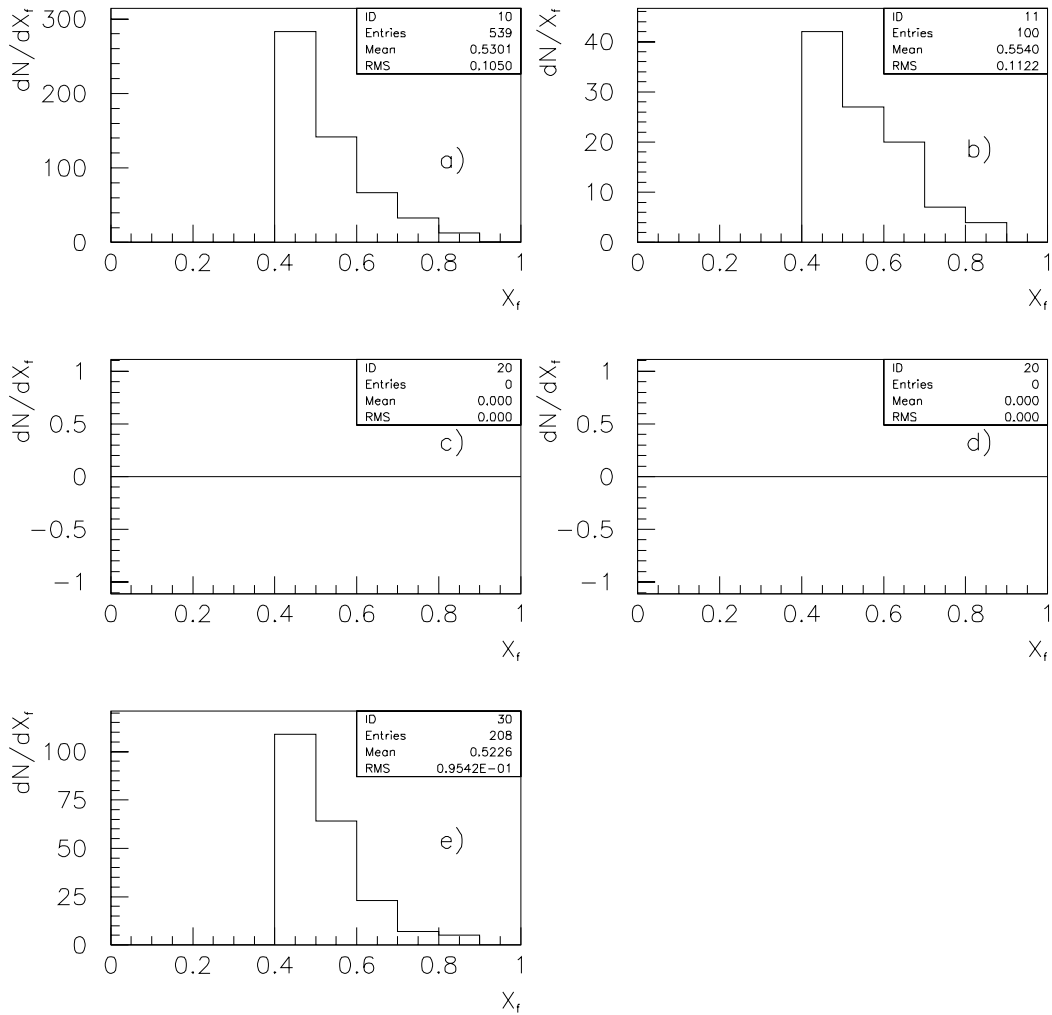 dN/dX_f
300
200
100
0
ID 10
Entries 539
Mean 0.5301
RMS 0.1050
a)
0 0.2 0.4 0.6 0.8 1
X_f
dN/X_f
40
30
20
10
0
ID 11
Entries 100
Mean 0.5540
RMS 0.1122
b)
0 0.2 0.4 0.6 0.8 1
X_f
dN/dX_f
1
0.5
0
−0.5
−1
ID 20
Entries 0
Mean 0.000
RMS 0.000
c)
0 0.2 0.4 0.6 0.8 1
X_f
dN/dX_f
1
0.5
0
−0.5
−1
ID 20
Entries 0
Mean 0.000
RMS 0.000
d)
0 0.2 0.4 0.6 0.8 1
X_f
dN/dX_f
100
75
50
25
0
ID 30
Entries 208
Mean 0.5226
RMS 0.9542E−01
e)
0 0.2 0.4 0.6 0.8 1
X_f